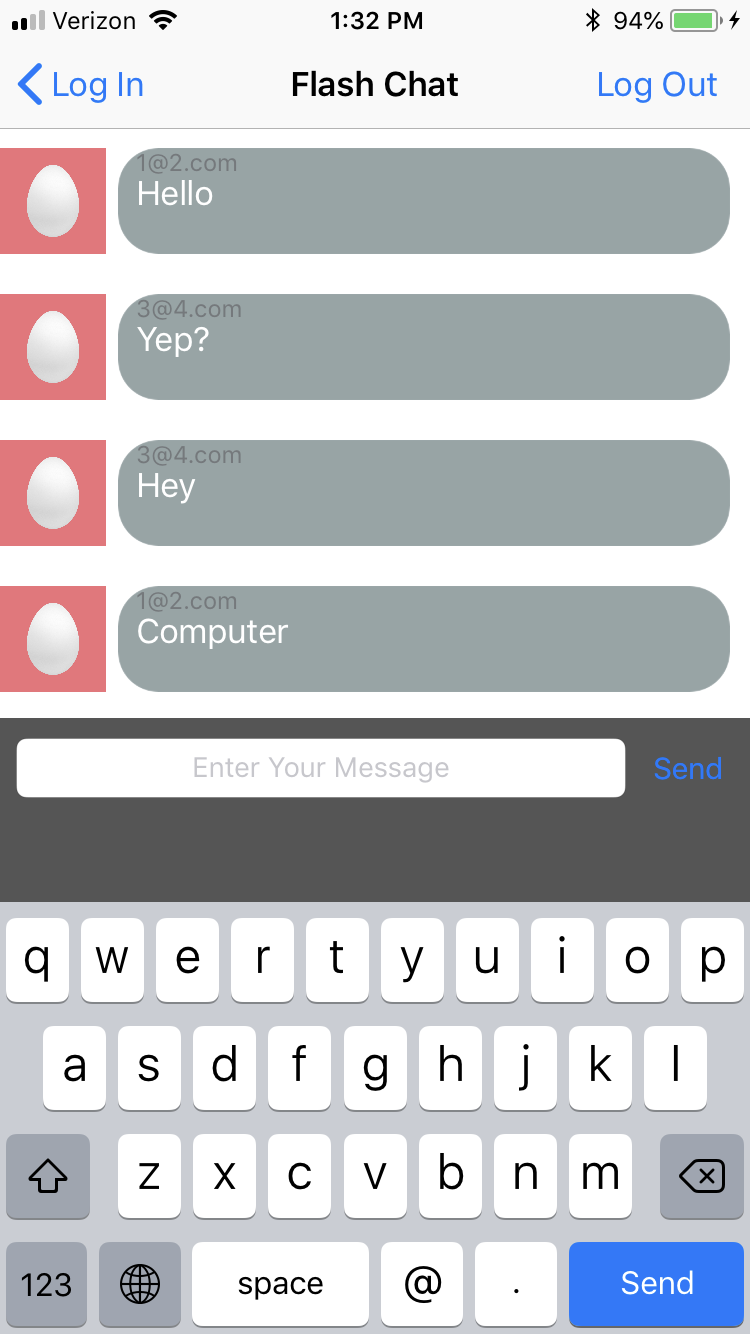 Verizon 1:32 PM 94%
Log In Flash Chat Log Out
1@2.com
Hello
3@4.com
Yep?
3@4.com
Hey
1@2.com
Computer
Enter Your Message Send
q w e r t y u i o p
a s d f g h j k l
z x c v b n m
123 space @ . Send